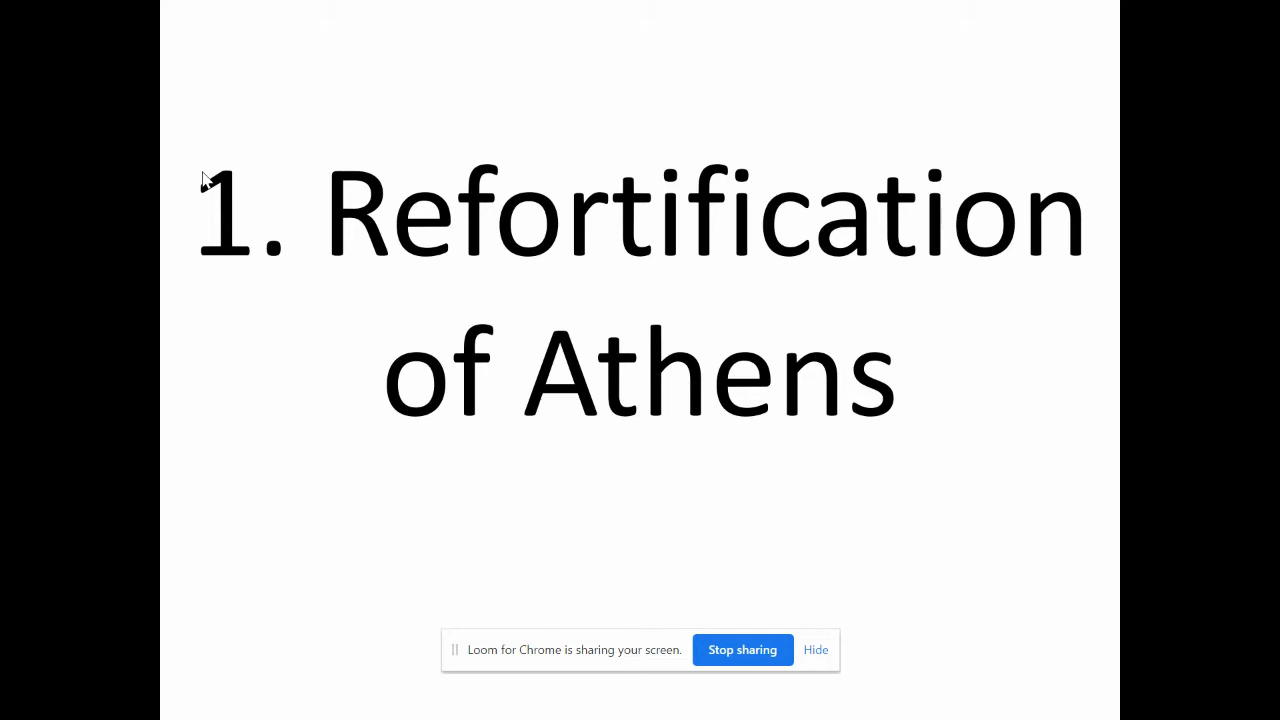 1. Refortification
of Athens
Loom for Chrome is sharing your screen. Stop sharing Hide